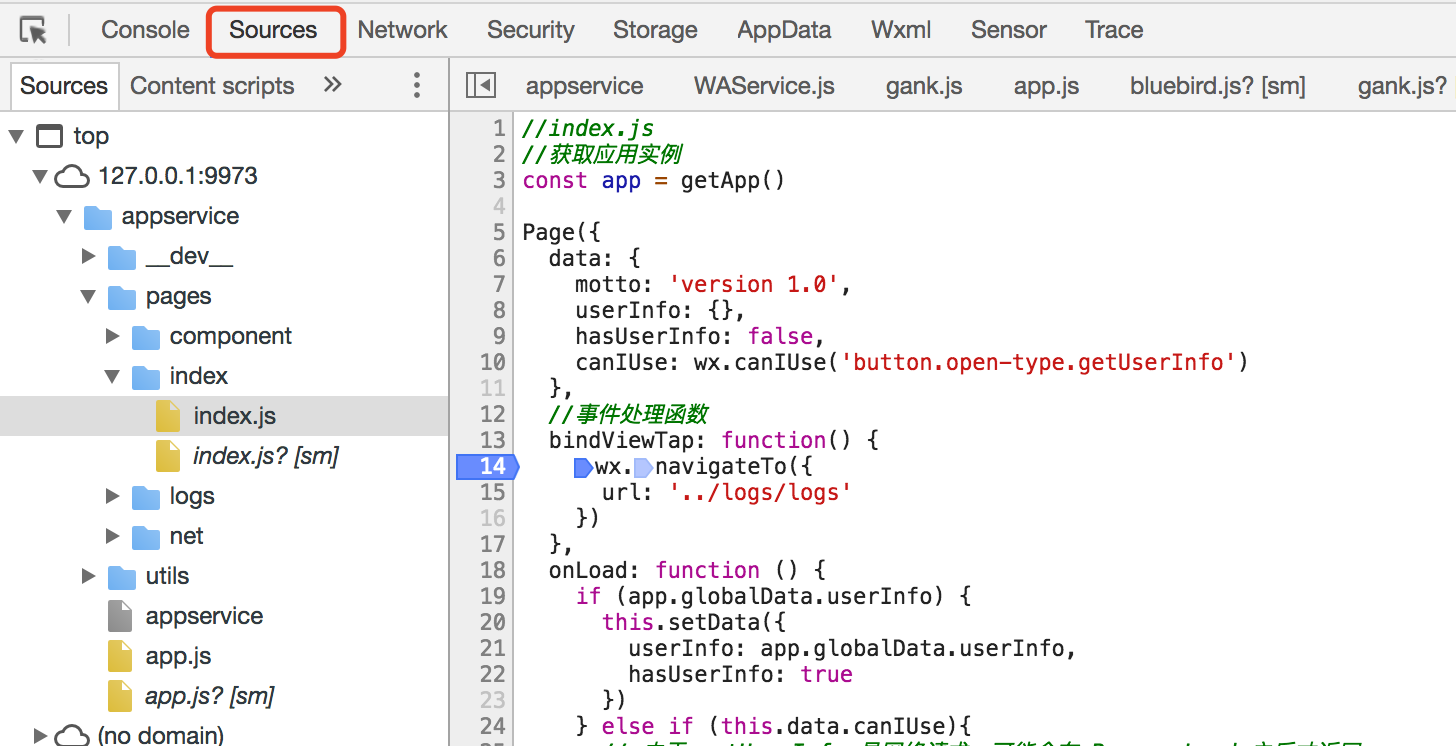 Console Sources Network Security Storage AppData Wxml Sensor Trace
Sources Content scripts »
appservice WAService.js gank.js app.js bluebird.js? [sm] gank.js?
top
127.0.0.1:9973
appservice
__dev__
pages
component
index
index.js
index.js? [sm]
logs
net
utils
appservice
app.js
app.js? [sm]
(no domain)
1 //index.js
2 //获取应用实例
3 const app = getApp()
4
5 Page({
6   data: {
7     motto: 'version 1.0',
8     userInfo: {},
9     hasUserInfo: false,
10     canIUse: wx.canIUse('button.open-type.getUserInfo')
11   },
12   //事件处理函数
13   bindViewTap: function() {
14     wx.navigateTo({
15       url: '../logs/logs'
16     })
17   },
18   onLoad: function () {
19     if (app.globalData.userInfo) {
20       this.setData({
21         userInfo: app.globalData.userInfo,
22         hasUserInfo: true
23       })
24     } else if (this.data.canIUse){